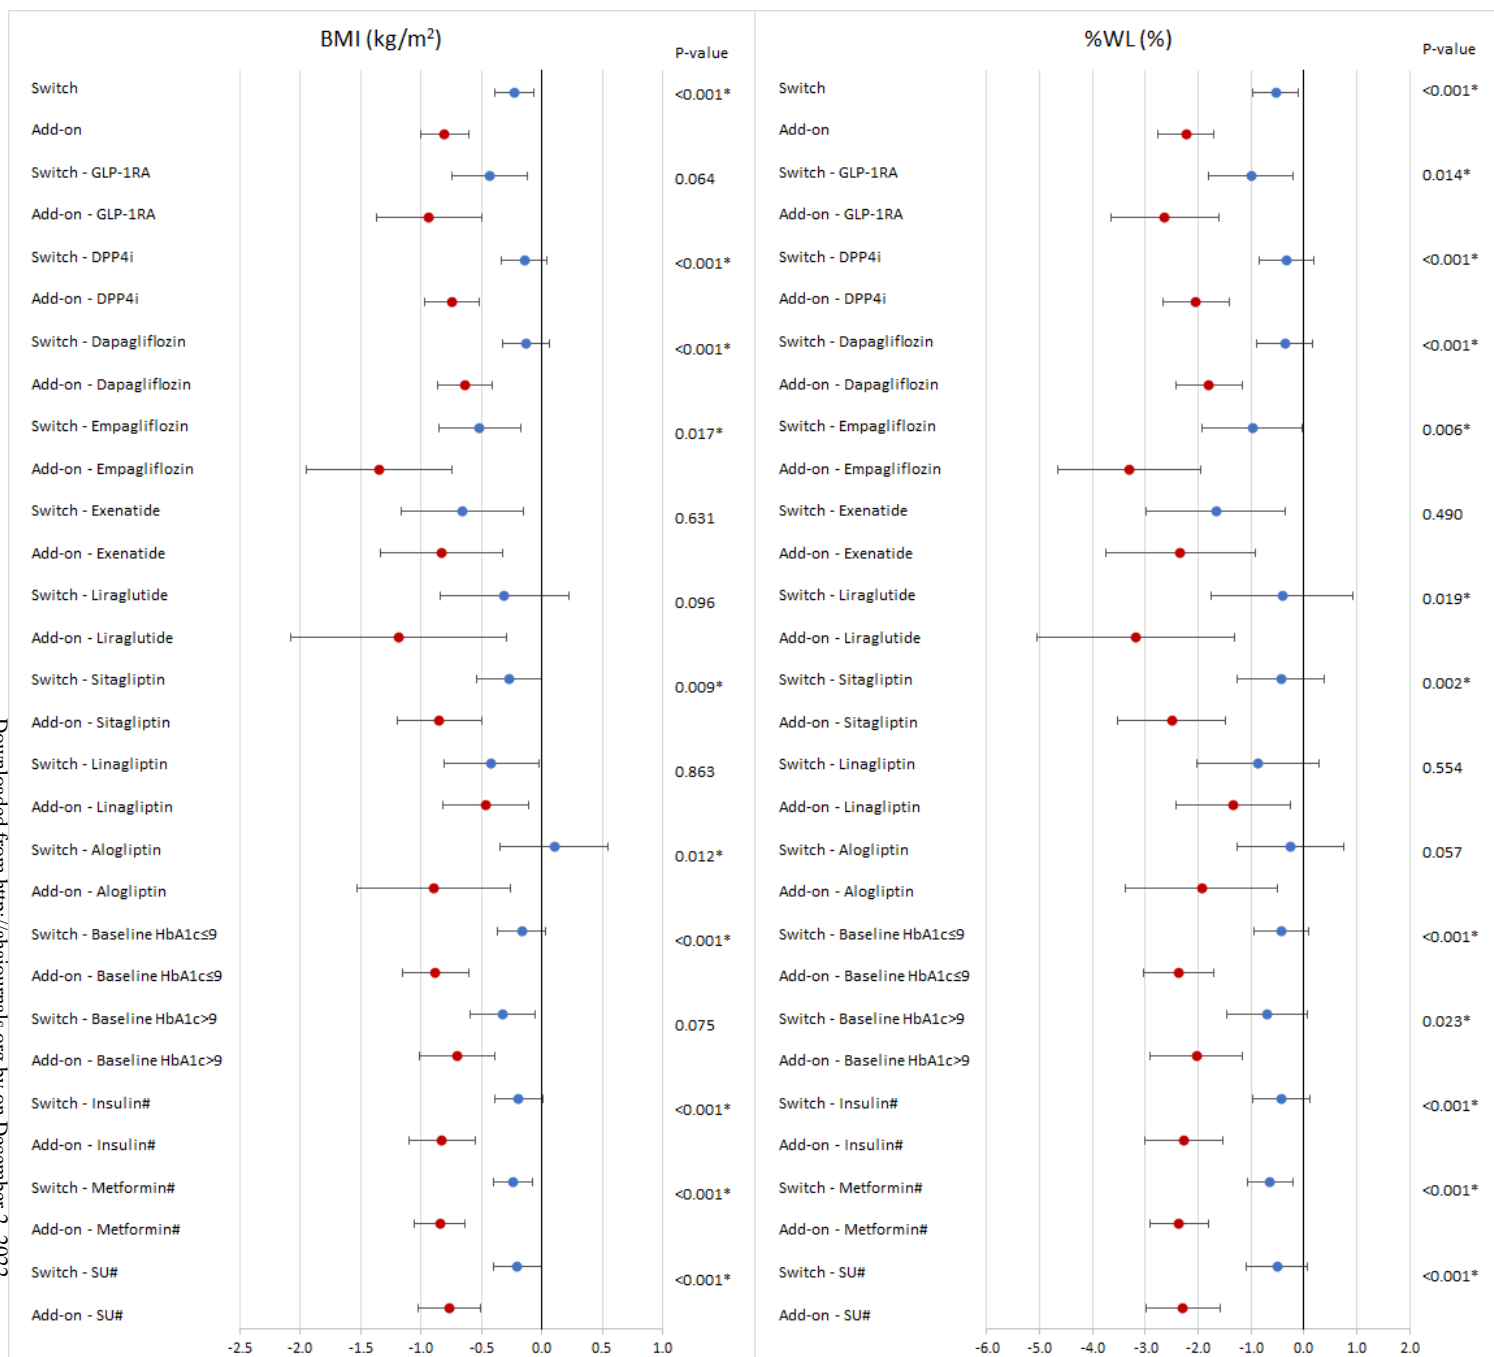 BMI (kg/m²)
P-value
Switch
<0.001*
Add-on
Switch - GLP-1RA
0.064
Add-on - GLP-1RA
Switch - DPP4i
<0.001*
Add-on - DPP4i
Switch - Dapagliflozin
<0.001*
Add-on - Dapagliflozin
Switch - Empagliflozin
0.017*
Add-on - Empagliflozin
Switch - Exenatide
0.631
Add-on - Exenatide
Switch - Liraglutide
0.096
Add-on - Liraglutide
Switch - Sitagliptin
0.009*
Add-on - Sitagliptin
Switch - Linagliptin
0.863
Add-on - Linagliptin
Switch - Alogliptin
0.012*
Add-on - Alogliptin
Switch - Baseline HbA1c≤9
<0.001*
Add-on - Baseline HbA1c≤9
Switch - Baseline HbA1c>9
0.075
Add-on - Baseline HbA1c>9
Switch - Insulin#
<0.001*
Add-on - Insulin#
Switch - Metformin#
<0.001*
Add-on - Metformin#
Switch - SU#
<0.001*
Add-on - SU#
-2.5 -2.0 -1.5 -1.0 -0.5 0.0 0.5 1.0
%WL (%)
P-value
Switch
<0.001*
Add-on
Switch - GLP-1RA
0.014*
Add-on - GLP-1RA
Switch - DPP4i
<0.001*
Add-on - DPP4i
Switch - Dapagliflozin
<0.001*
Add-on - Dapagliflozin
Switch - Empagliflozin
0.006*
Add-on - Empagliflozin
Switch - Exenatide
0.490
Add-on - Exenatide
Switch - Liraglutide
0.019*
Add-on - Liraglutide
Switch - Sitagliptin
0.002*
Add-on - Sitagliptin
Switch - Linagliptin
0.554
Add-on - Linagliptin
Switch - Alogliptin
0.057
Add-on - Alogliptin
Switch - Baseline HbA1c≤9
<0.001*
Add-on - Baseline HbA1c≤9
Switch - Baseline HbA1c>9
0.023*
Add-on - Baseline HbA1c>9
Switch - Insulin#
<0.001*
Add-on - Insulin#
Switch - Metformin#
<0.001*
Add-on - Metformin#
Switch - SU#
<0.001*
Add-on - SU#
-6.0 -5.0 -4.0 -3.0 -2.0 -1.0 0.0 1.0 2.0
Downloaded from by on December 2, 2022